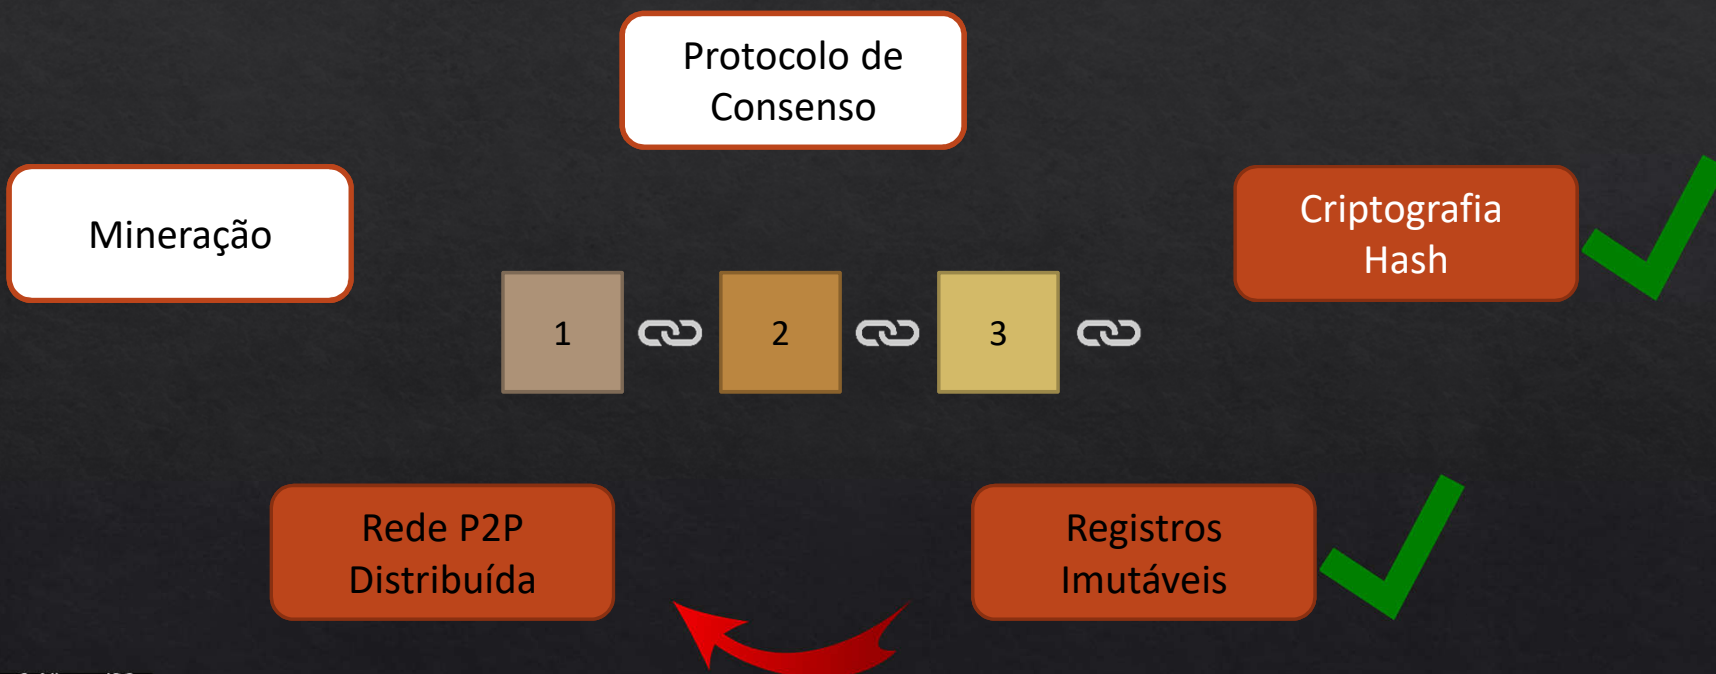 Protocolo de
Consenso
Mineração
Criptografia
Hash
1
2
3
Rede P2P
Distribuída
Registros
Imutáveis